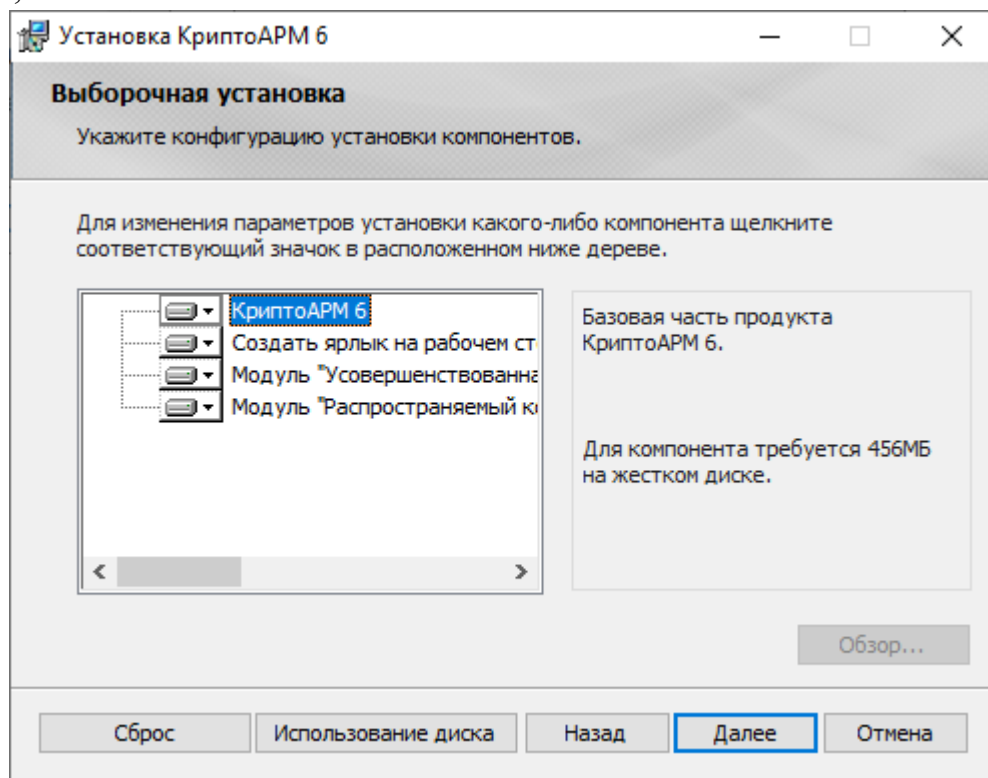 Установка КриптоАРМ 6
Выборочная установка
Укажите конфигурацию установки компонентов.
Для изменения параметров установки какого-либо компонента щелкните
соответствующий значок в расположенном ниже дереве.
КриптоАРМ 6
Создать ярлык на рабочем ст
Модуль "Усовершенствованна
Модуль "Распространяемый к
Базовая часть продукта
КриптоАРМ 6.
Для компонента требуется 456МБ
на жестком диске.
Обзор...
Сброс
Использование диска
Назад
Далее
Отмена